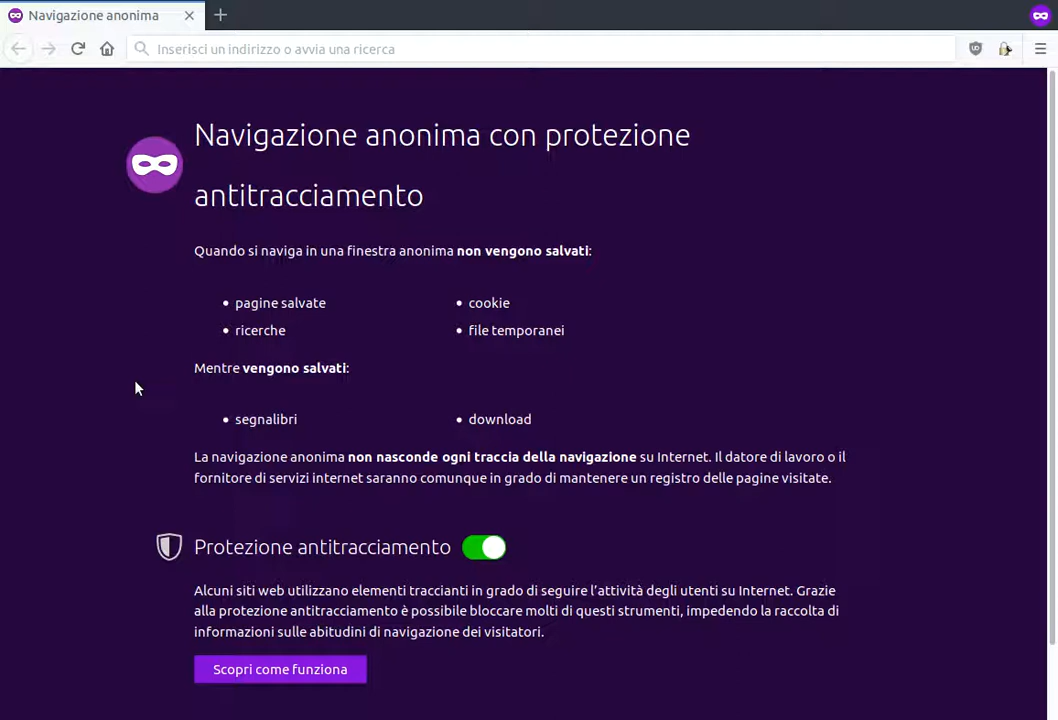 Navigazione anonima
Inserisci un indirizzo o avvia una ricerca
Navigazione anonima con protezione
antitracciamento
Quando si naviga in una finestra anonima non vengono salvati:
• pagine salvate • cookie
• ricerche • file temporanei
Mentre vengono salvati:
• segnalibri • download
La navigazione anonima non nasconde ogni traccia della navigazione su Internet. Il datore di lavoro o il
fornitore di servizi internet saranno comunque in grado di mantenere un registro delle pagine visitate.
Protezione antitracciamento
Alcuni siti web utilizzano elementi traccianti in grado di seguire l'attività degli utenti su Internet. Grazie
alla protezione antitracciamento è possibile bloccare molti di questi strumenti, impedendo la raccolta di
informazioni sulle abitudini di navigazione dei visitatori.
Scopri come funziona